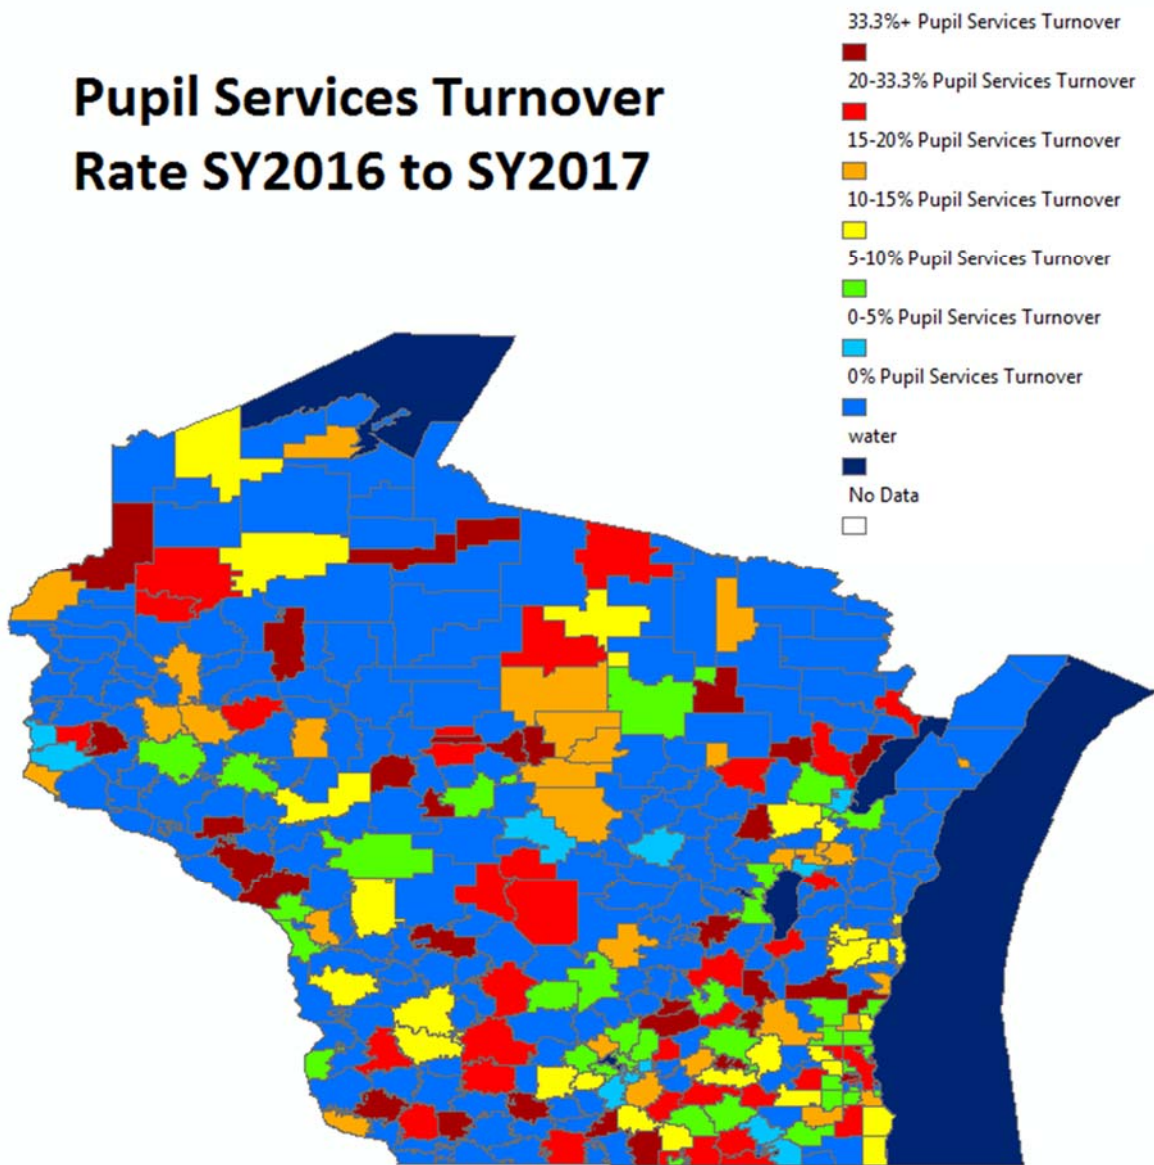 Pupil Services Turnover
Rate SY2016 to SY2017
33.3%+ Pupil Services Turnover
20-33.3% Pupil Services Turnover
15-20% Pupil Services Turnover
10-15% Pupil Services Turnover
5-10% Pupil Services Turnover
0-5% Pupil Services Turnover
0% Pupil Services Turnover
water
No Data